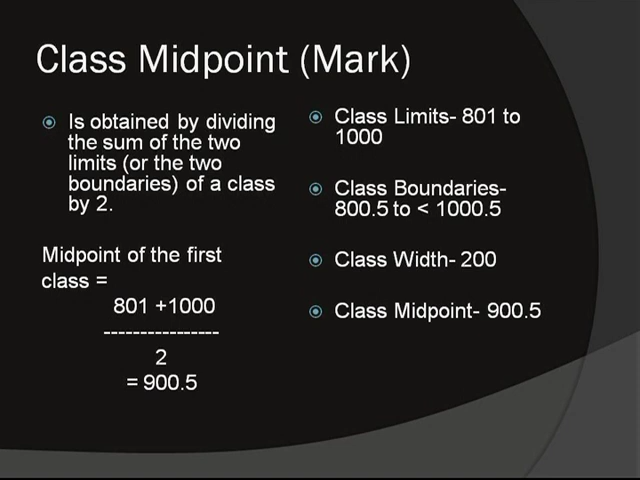 Class Midpoint (Mark)
Is obtained by dividing
the sum of the two
limits (or the two
boundaries) of a class
by 2.
Midpoint of the first
class =
801 +1000
----------------
2
= 900.5
Class Limits- 801 to
1000
Class Boundaries-
800.5 to < 1000.5
Class Width- 200
Class Midpoint- 900.5